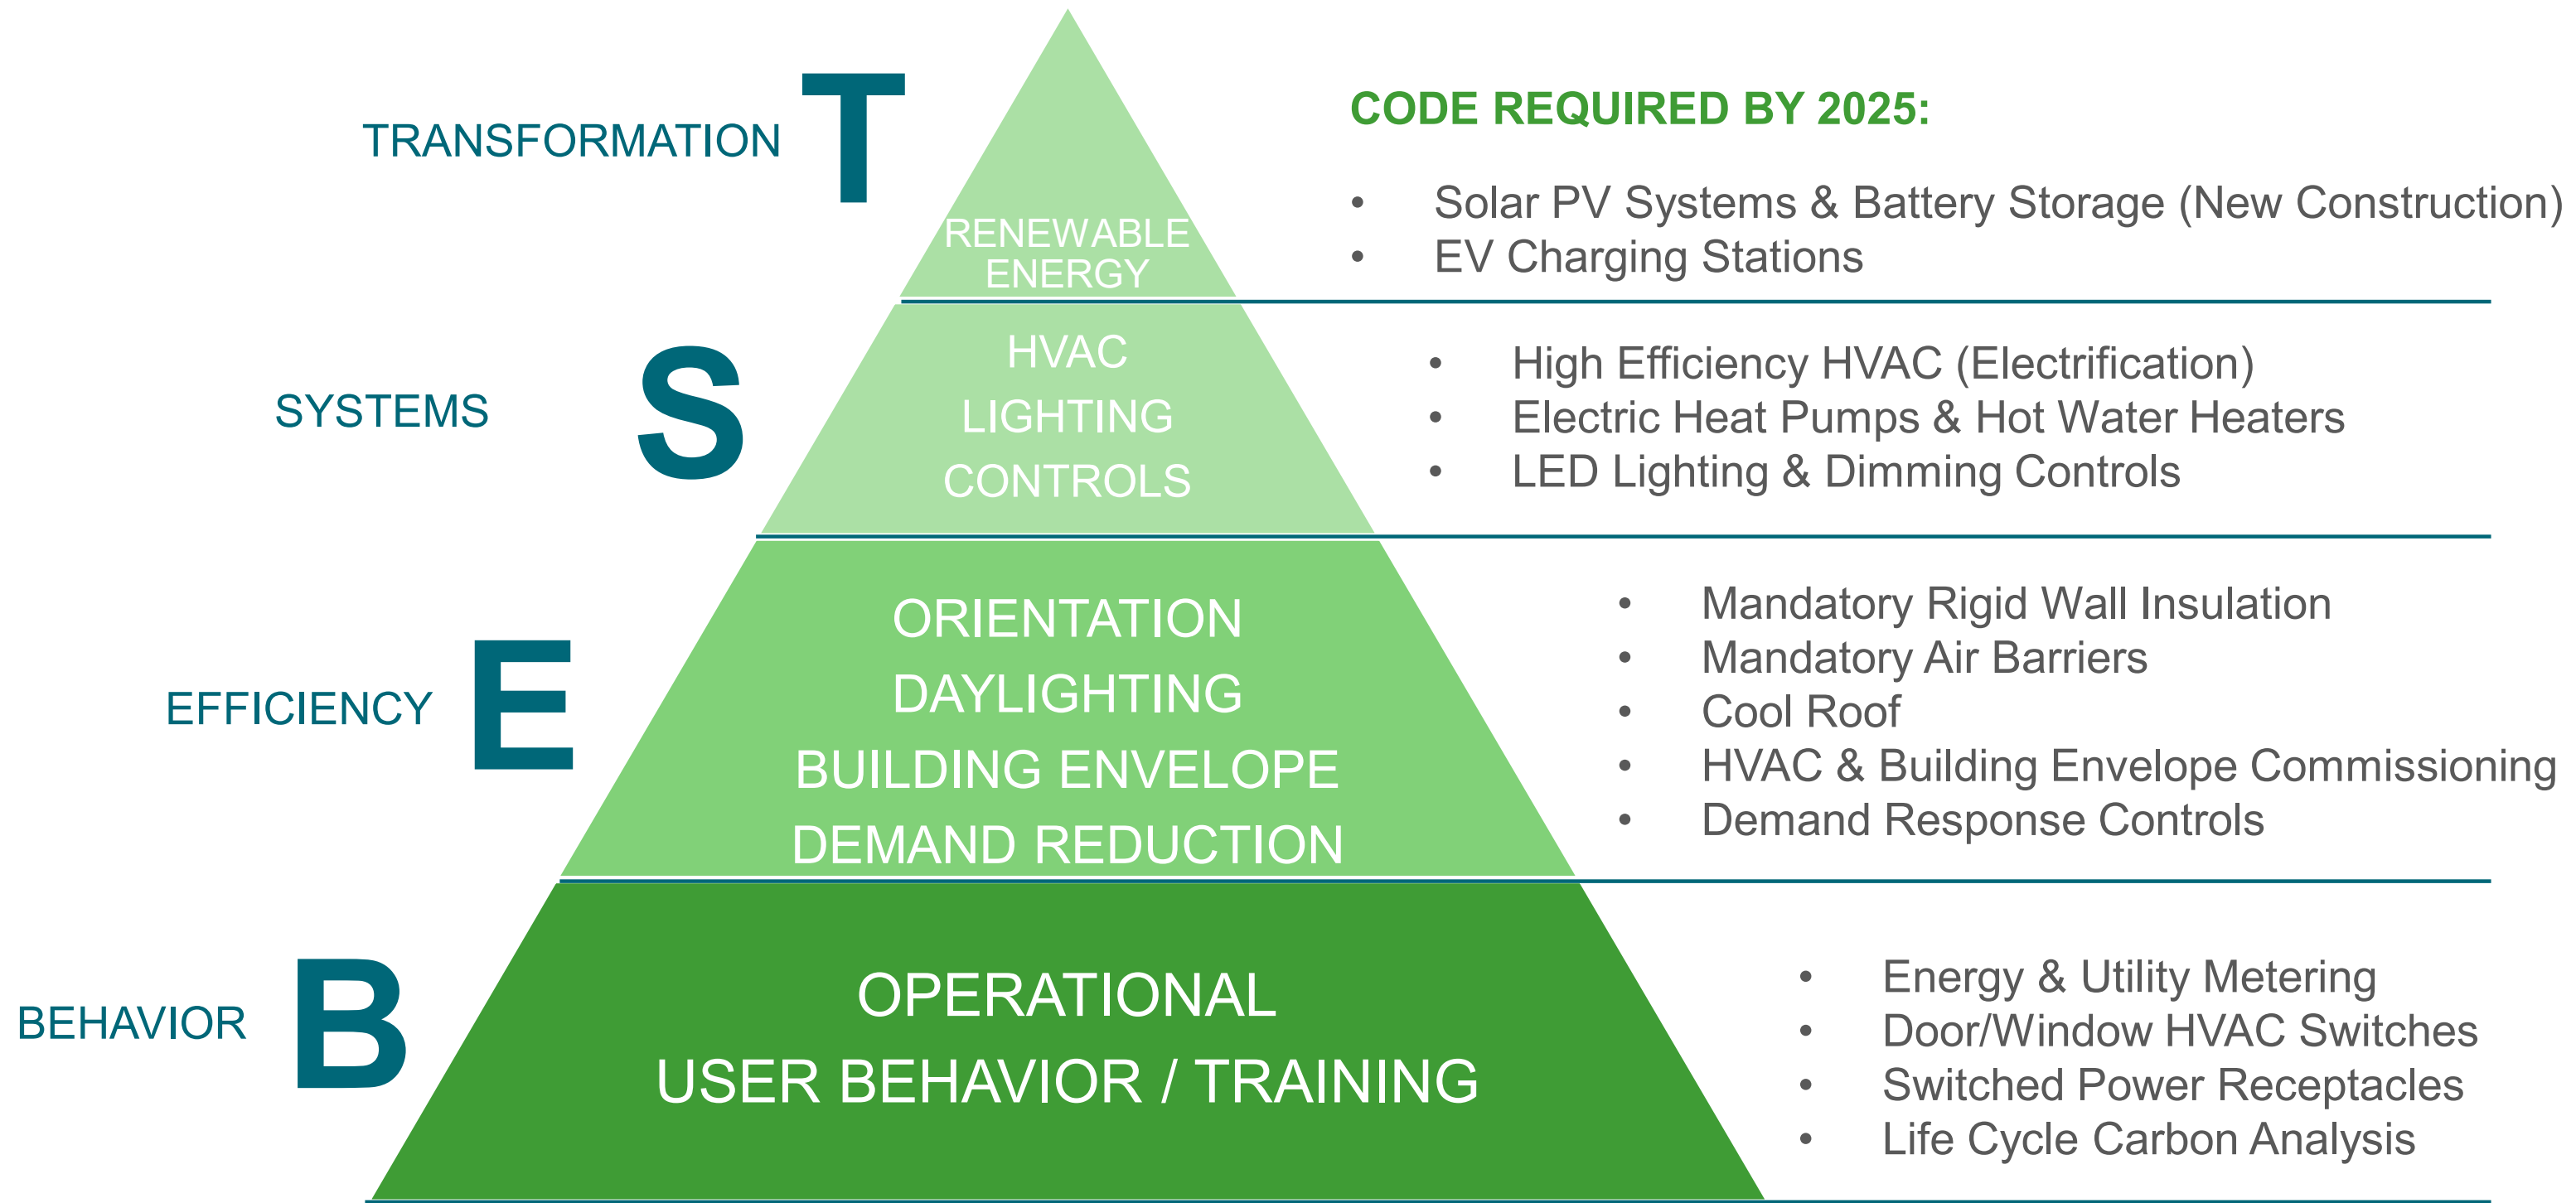 TRANSFORMATION
T
RENEWABLE
ENERGY
CODE REQUIRED BY 2025:
• Solar PV Systems & Battery Storage (New Construction)
• EV Charging Stations
SYSTEMS
S
HVAC
LIGHTING
CONTROLS
• High Efficiency HVAC (Electrification)
• Electric Heat Pumps & Hot Water Heaters
• LED Lighting & Dimming Controls
EFFICIENCY
E
ORIENTATION
DAYLIGHTING
BUILDING ENVELOPE
DEMAND REDUCTION
• Mandatory Rigid Wall Insulation
• Mandatory Air Barriers
• Cool Roof
• HVAC & Building Envelope Commissioning
• Demand Response Controls
BEHAVIOR
B
OPERATIONAL
USER BEHAVIOR / TRAINING
• Energy & Utility Metering
• Door/Window HVAC Switches
• Switched Power Receptacles
• Life Cycle Carbon Analysis